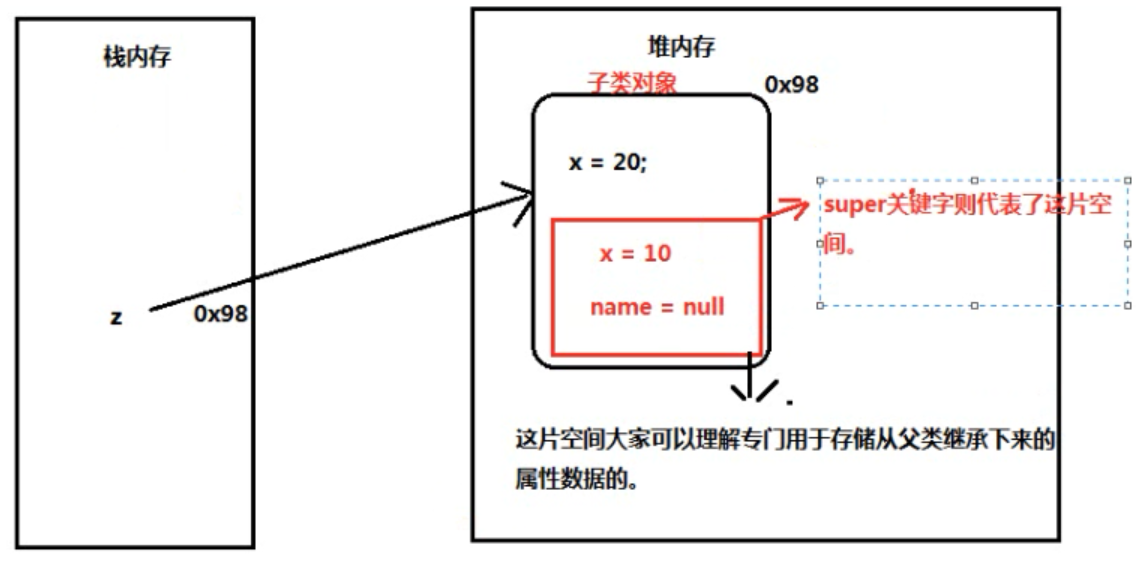 栈内存
堆内存
子类对象
0x98
x = 20;
super关键字则代表了这片空
间。
x = 10
name = null
z
0x98
这片空间大家可以理解专门用于存储从父类继承下来的
属性数据的。